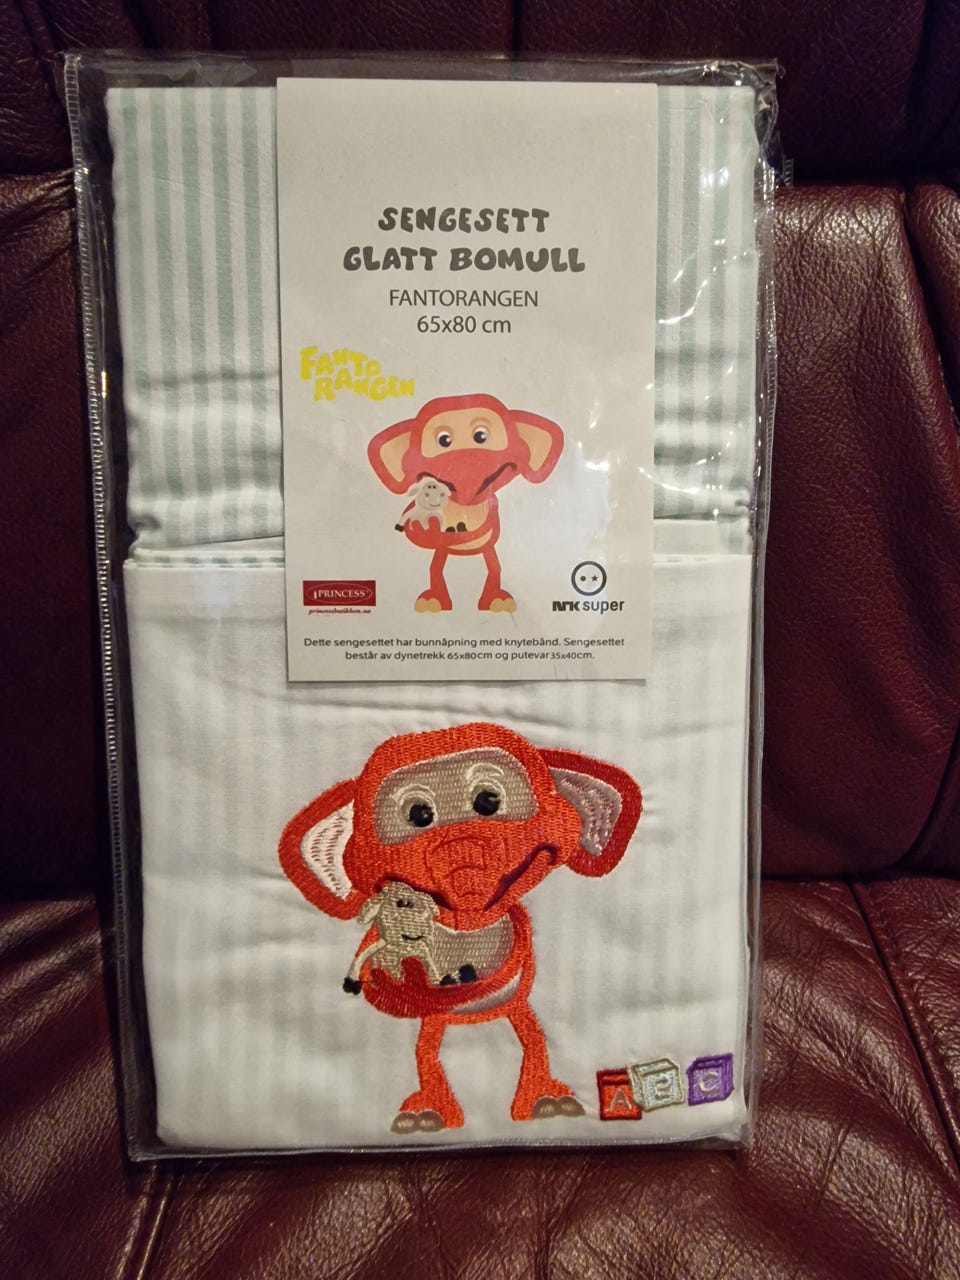 SENGESETT
GLATT BOMULL
FANTORANGEN
65x80 cm
FANTO
RANGEN
PRINCESS®
princessbutikken.no
NRK super
Dette sengesettet har bunnåpning med knytebånd. Sengesettet
består av dynetrekk 65x80cm og putevar 35x40cm.
A
C